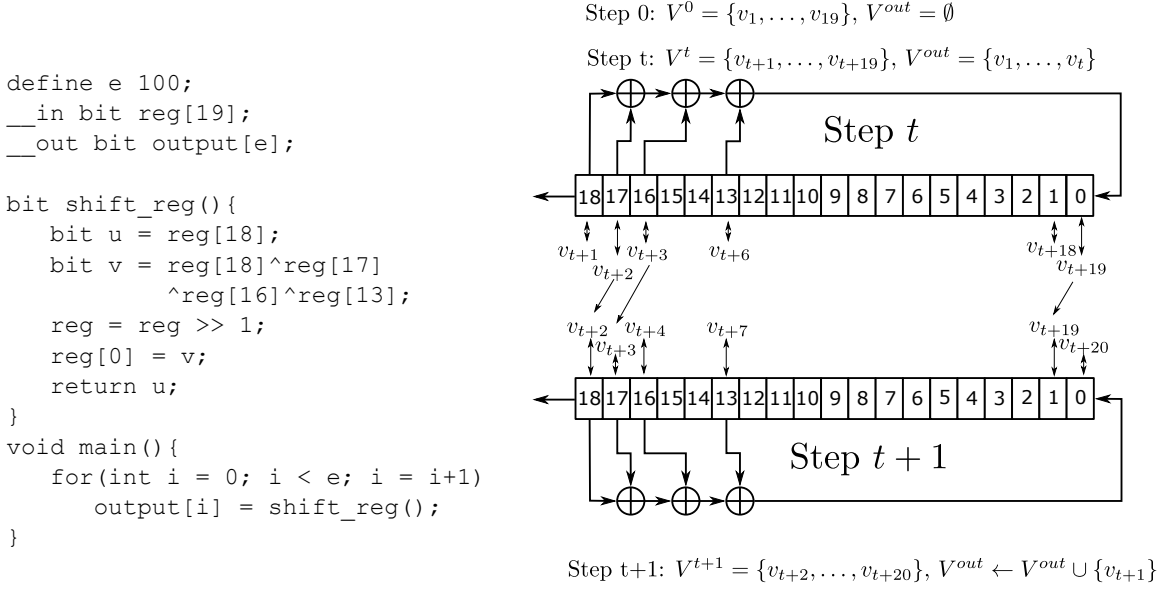 define e 100;
__in bit reg[19];
__out bit output[e];
bit shift_reg(){
bit u = reg[18];
bit v = reg[18]^reg[17]
^reg[16]^reg[13];
reg = reg >> 1;
reg[0] = v;
return u;
}
void main(){
for(int i = 0; i < e; i = i+1)
output[i] = shift_reg();
}
Step 0: V^0 = {v_1, . . . , v_19}, V^out = ∅
Step t: V^t = {v_{t+1}, . . . , v_{t+19}}, V^out = {v_1, . . . , v_t}
Step t
18 17 16 15 14 13 12 11 10 9 8 7 6 5 4 3 2 1 0
v_{t+1} v_{t+3} v_{t+6} v_{t+18}
v_{t+2} v_{t+19}
v_{t+2} v_{t+4} v_{t+7} v_{t+19}
v_{t+3} v_{t+20}
18 17 16 15 14 13 12 11 10 9 8 7 6 5 4 3 2 1 0
Step t + 1
Step t+1: V^{t+1} = {v_{t+2}, . . . , v_{t+20}}, V^out ← V^out ∪ {v_{t+1}}